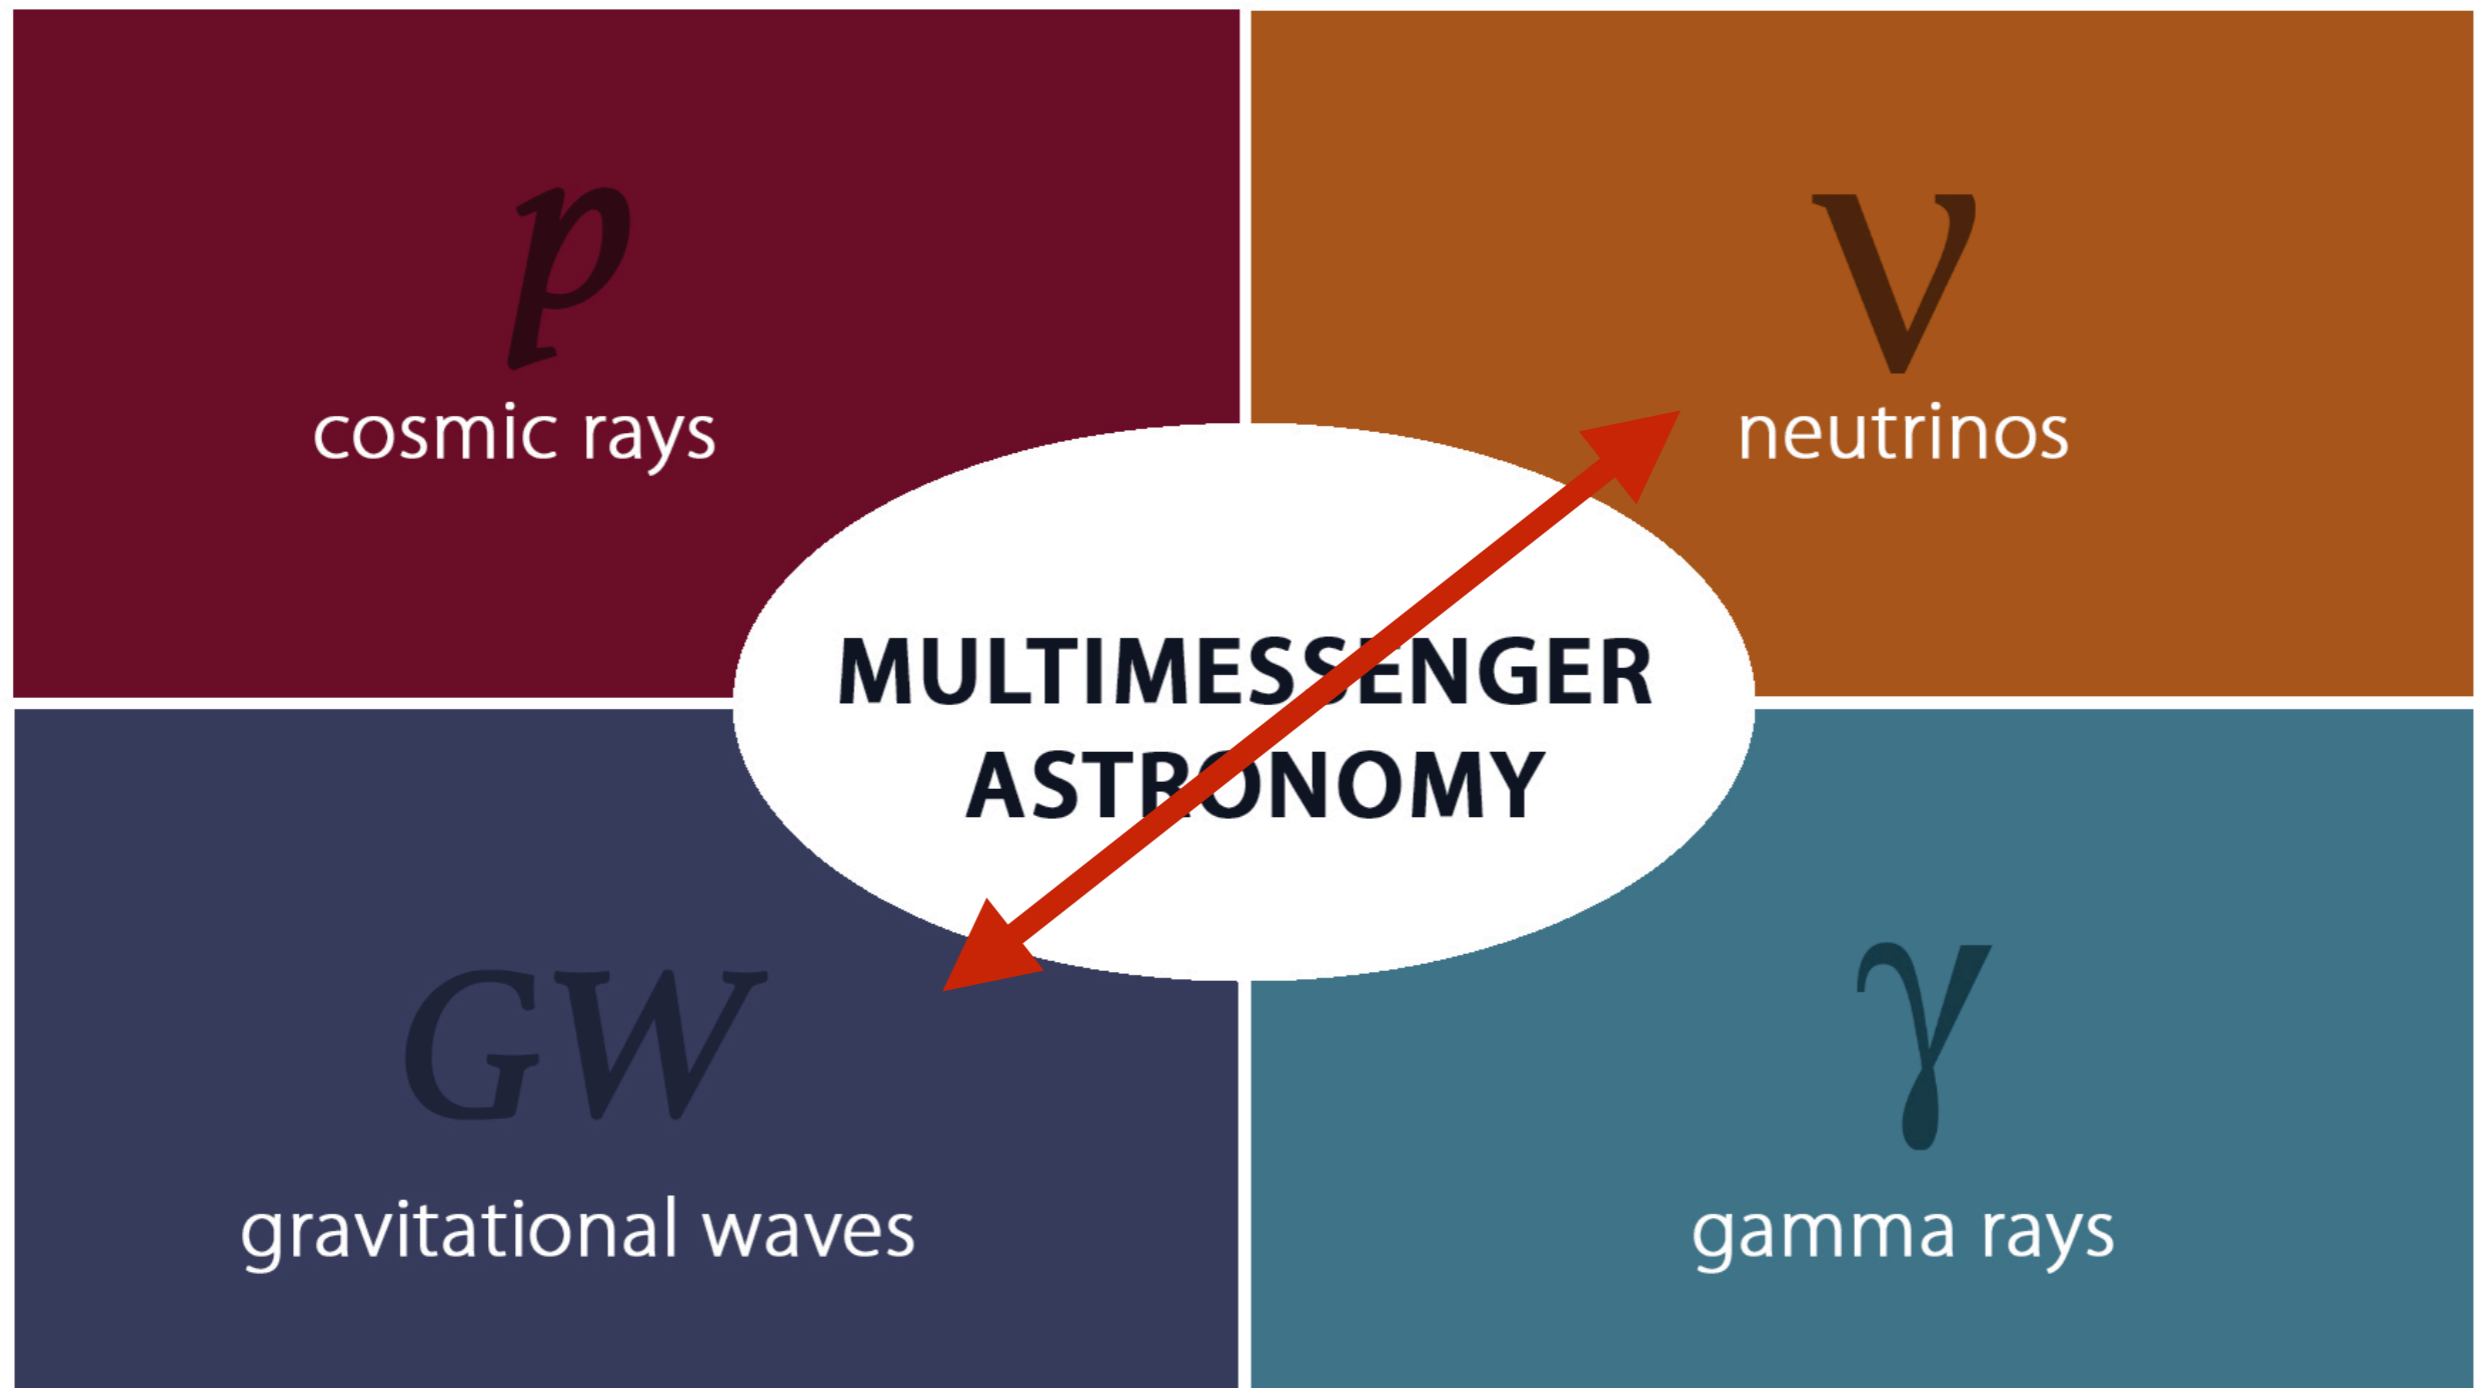 p
cosmic rays
ν
neutrinos
MULTIMESSENGER
ASTRONOMY
GW
gravitational waves
γ
gamma rays